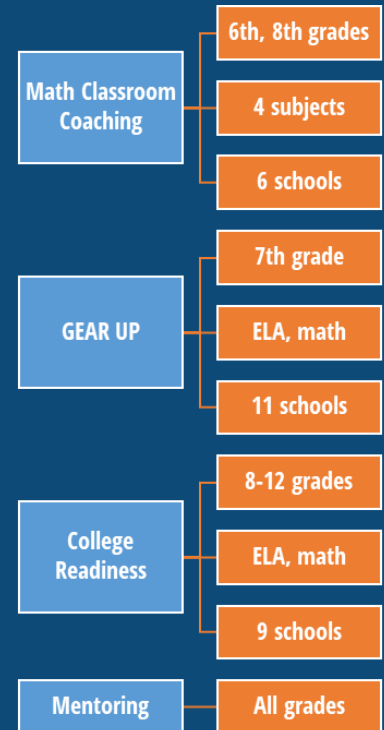 Math Classroom
Coaching
6th, 8th grades
4 subjects
6 schools
GEAR UP
7th grade
ELA, math
11 schools
College
Readiness
8-12 grades
ELA, math
9 schools
Mentoring
All grades